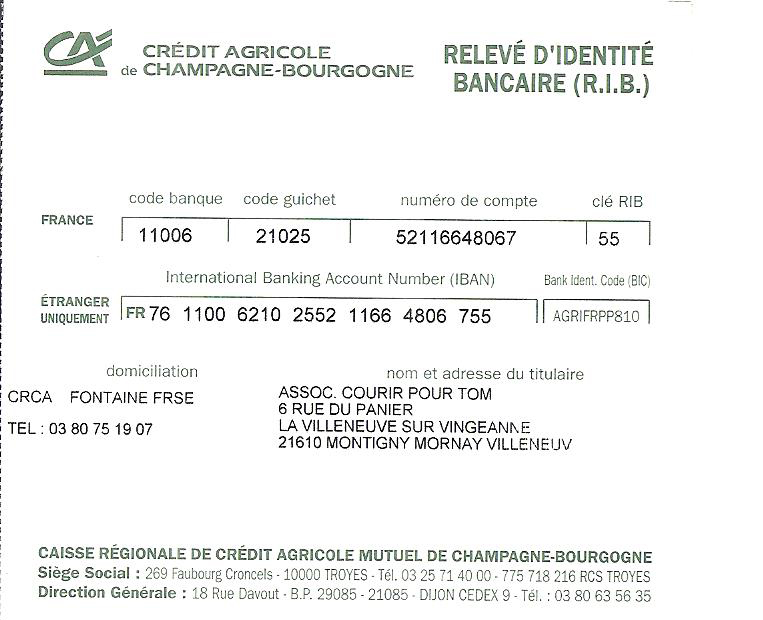 CA CRÉDIT AGRICOLE
de CHAMPAGNE-BOURGOGNE
RELEVÉ D'IDENTITÉ
BANCAIRE (R.I.B.)
code banque code guichet numéro de compte clé RIB
FRANCE 11006 21025 52116648067 55
International Banking Account Number (IBAN) Bank Ident. Code (BIC)
ÉTRANGER
UNIQUEMENT FR 76 1100 6210 2552 1166 4806 755 AGRIFRPP810
domiciliation
CRCA FONTAINE FRSE
TEL : 03 80 75 19 07
nom et adresse du titulaire
ASSOC. COURIR POUR TOM
6 RUE DU PANIER
LA VILLENEUVE SUR VINGEANNE
21610 MONTIGNY MORNAY VILLENEUV
CAISSE RÉGIONALE DE CRÉDIT AGRICOLE MUTUEL DE CHAMPAGNE-BOURGOGNE
Siège Social : 269 Faubourg Croncels - 10000 TROYES - Tél. 03 25 71 40 00 - 775 718 216 RCS TROYES
Direction Générale : 18 Rue Davout - B.P. 29085 - 21085 - DIJON CEDEX 9 - Tél. : 03 80 63 56 35